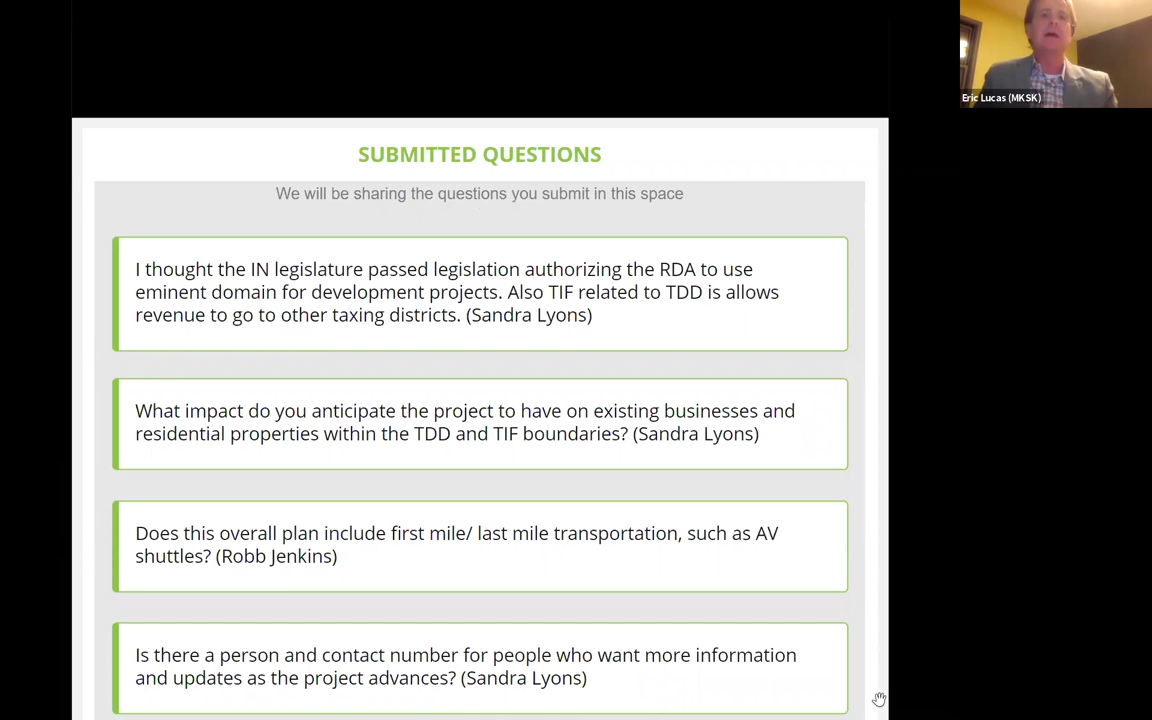 Eric Lucas (MKSK)
SUBMITTED QUESTIONS
We will be sharing the questions you submit in this space
I thought the IN legislature passed legislation authorizing the RDA to use
eminent domain for development projects. Also TIF related to TDD is allows
revenue to go to other taxing districts. (Sandra Lyons)
What impact do you anticipate the project to have on existing businesses and
residential properties within the TDD and TIF boundaries? (Sandra Lyons)
Does this overall plan include first mile/ last mile transportation, such as AV
shuttles? (Robb Jenkins)
Is there a person and contact number for people who want more information
and updates as the project advances? (Sandra Lyons)